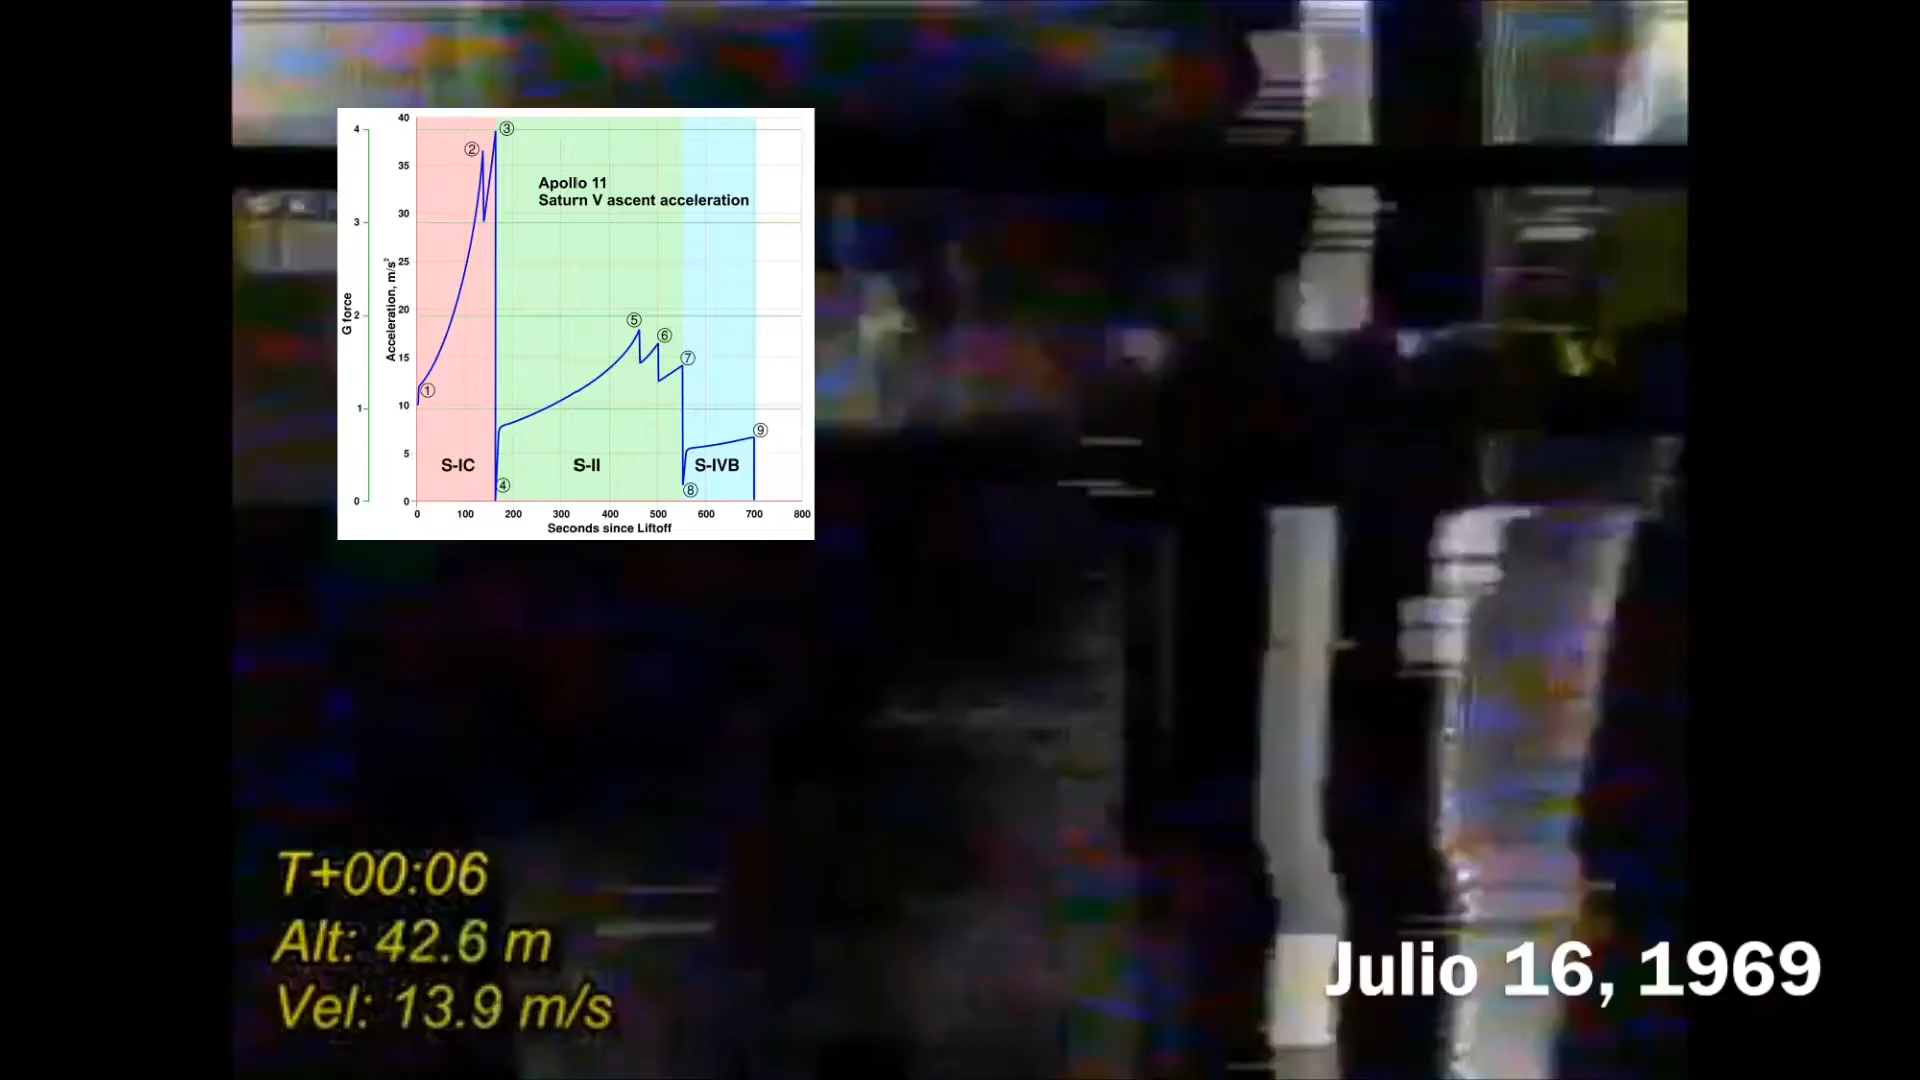 40
4
③
②
35
Apollo 11
Saturn V ascent acceleration
30
3
25
Acceleration, m/s²
G force
20
2
⑤
⑥
15
⑦
①
10
1
⑨
5
S-IC
S-II
S-IVB
④
⑧
0
0
0 100 200 300 400 500 600 700 800
Seconds since Liftoff
T+00:06
Alt: 42.6 m
Vel: 13.9 m/s
Julio 16, 1969